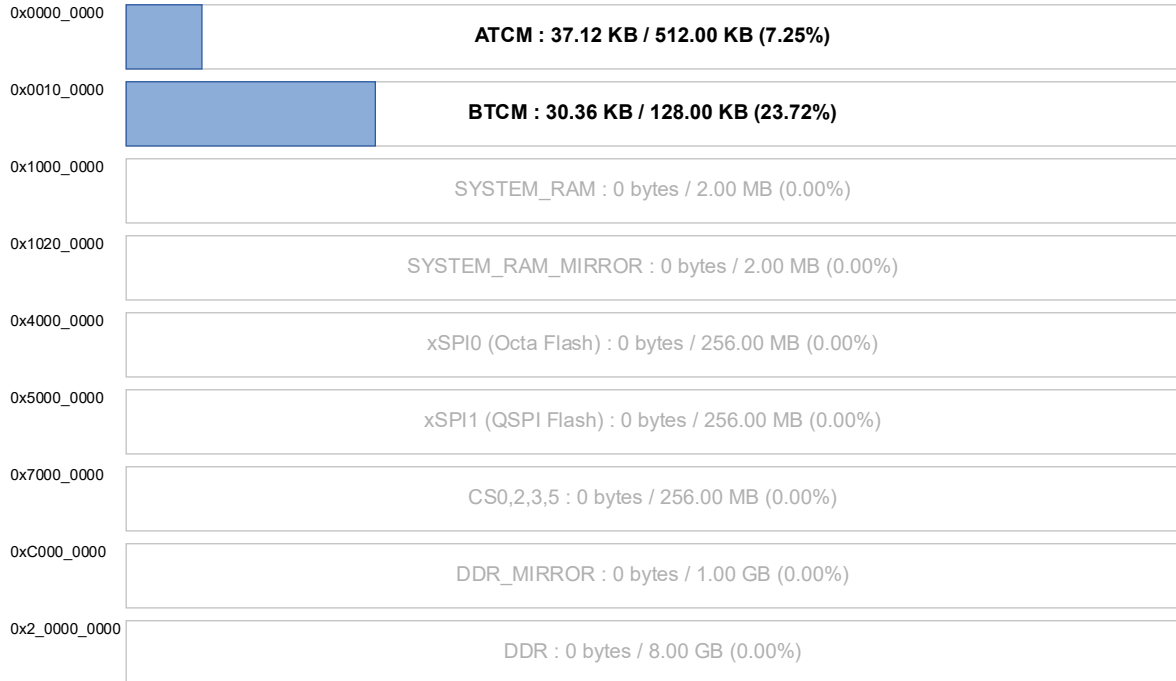 0x0000_0000
ATCM : 37.12 KB / 512.00 KB (7.25%)
0x0010_0000
BTCM : 30.36 KB / 128.00 KB (23.72%)
0x1000_0000
SYSTEM_RAM : 0 bytes / 2.00 MB (0.00%)
0x1020_0000
SYSTEM_RAM_MIRROR : 0 bytes / 2.00 MB (0.00%)
0x4000_0000
xSPI0 (Octa Flash) : 0 bytes / 256.00 MB (0.00%)
0x5000_0000
xSPI1 (QSPI Flash) : 0 bytes / 256.00 MB (0.00%)
0x7000_0000
CS0,2,3,5 : 0 bytes / 256.00 MB (0.00%)
0xC000_0000
DDR_MIRROR : 0 bytes / 1.00 GB (0.00%)
0x2_0000_0000
DDR : 0 bytes / 8.00 GB (0.00%)